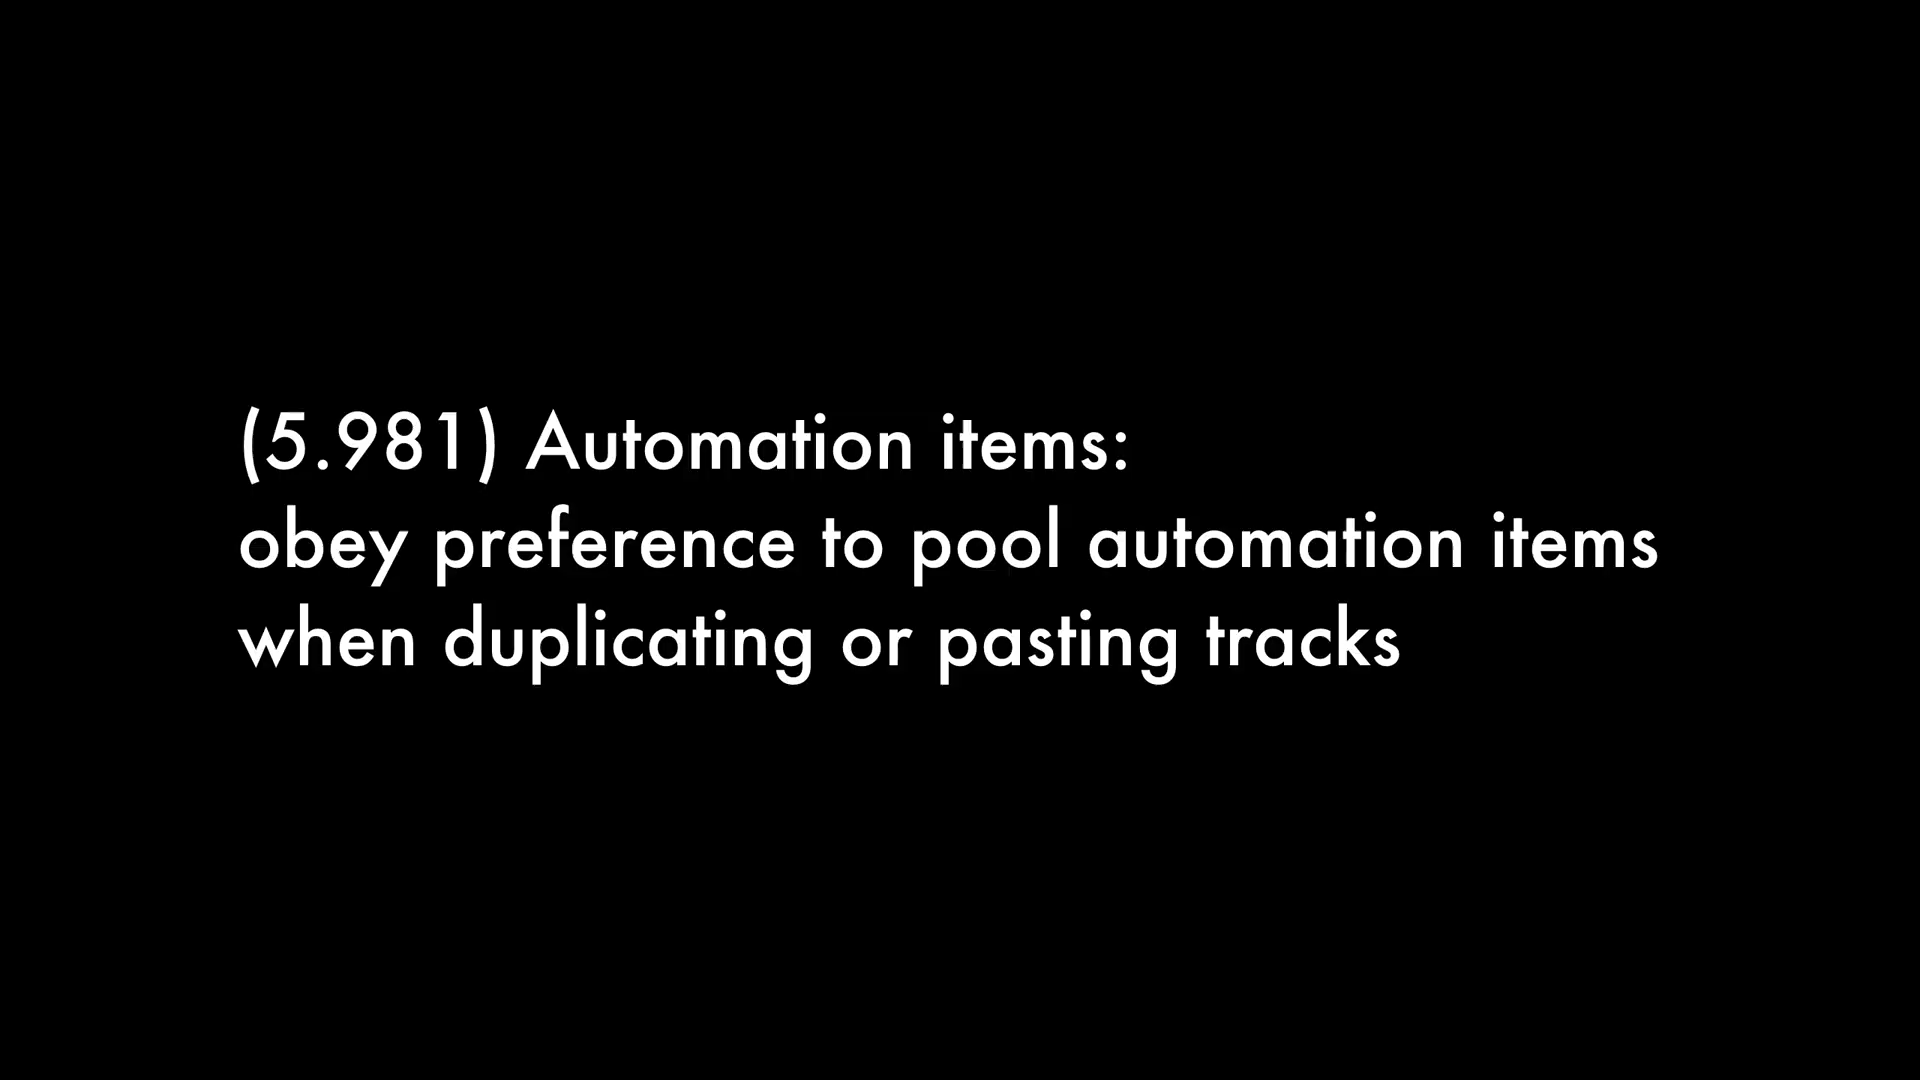 (5.981) Automation items:
obey preference to pool automation items
when duplicating or pasting tracks